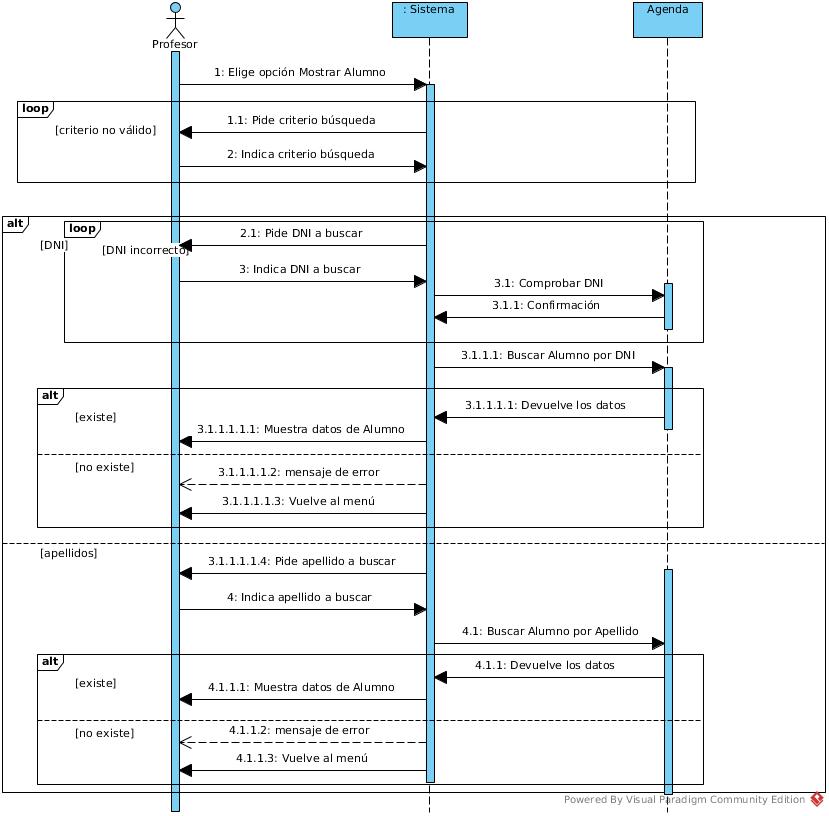 : Sistema
Agenda
Profesor
1: Elige opción Mostrar Alumno
loop
1.1: Pide criterio búsqueda
[criterio no válido]
2: Indica criterio búsqueda
alt
loop
2.1: Pide DNI a buscar
[DNI]
[DNI incorrecto]
3: Indica DNI a buscar
3.1: Comprobar DNI
3.1.1: Confirmación
3.1.1.1: Buscar Alumno por DNI
alt
3.1.1.1.1: Devuelve los datos
[existe]
3.1.1.1.1.1: Muestra datos de Alumno
[no existe]
3.1.1.1.1.2: mensaje de error
3.1.1.1.1.3: Vuelve al menú
[apellidos]
3.1.1.1.1.4: Pide apellido a buscar
4: Indica apellido a buscar
4.1: Buscar Alumno por Apellido
alt
4.1.1: Devuelve los datos
[existe]
4.1.1.1: Muestra datos de Alumno
[no existe]
4.1.1.2: mensaje de error
4.1.1.3: Vuelve al menú
Powered By Visual Paradigm Community Edition